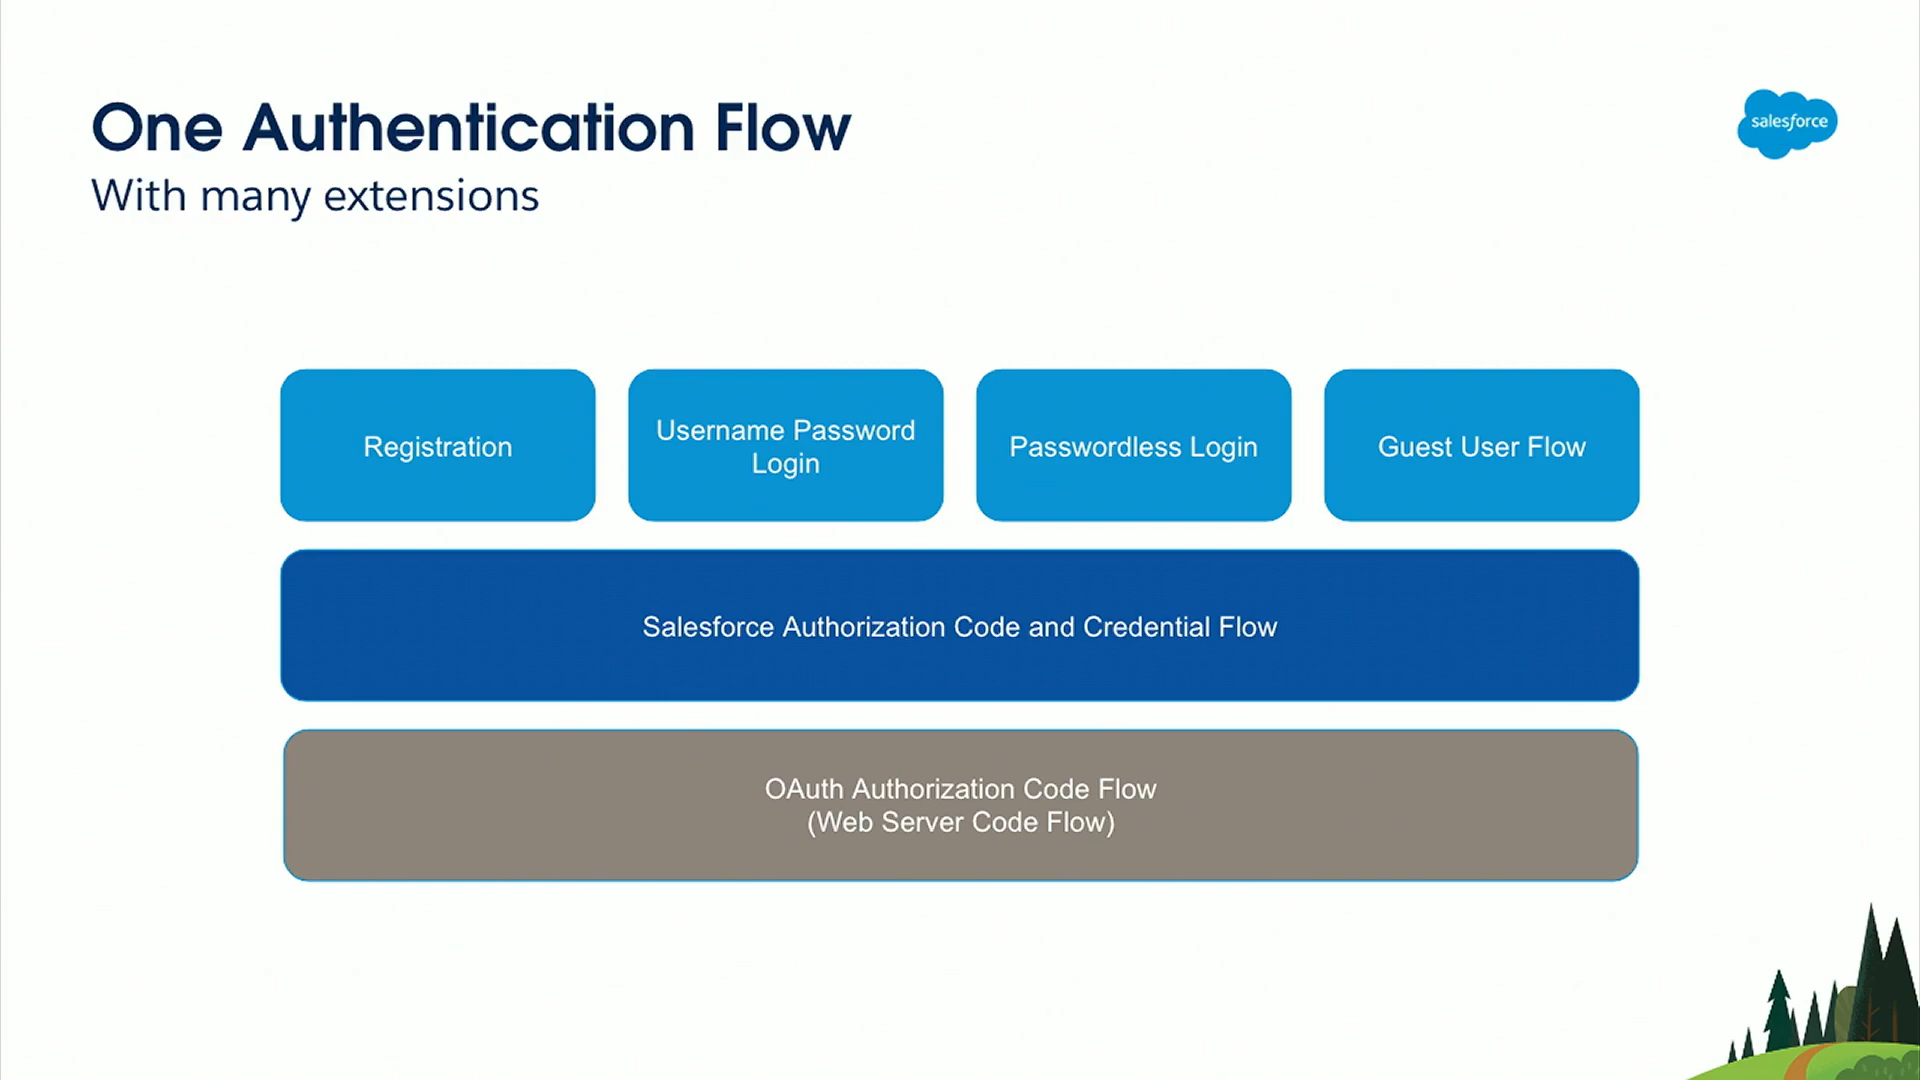 One Authentication Flow
With many extensions
salesforce
Registration
Username Password
Login
Passwordless Login
Guest User Flow
Salesforce Authorization Code and Credential Flow
OAuth Authorization Code Flow
(Web Server Code Flow)